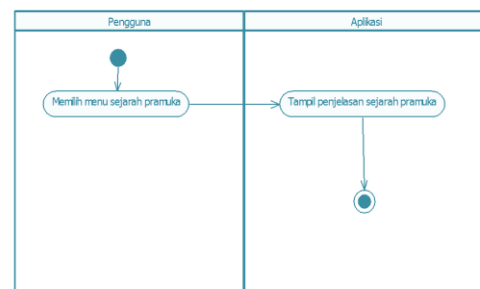 Pengguna
Aplikasi
Memilih menu sejarah pramuka
Tampil penjelasan sejarah pramuka